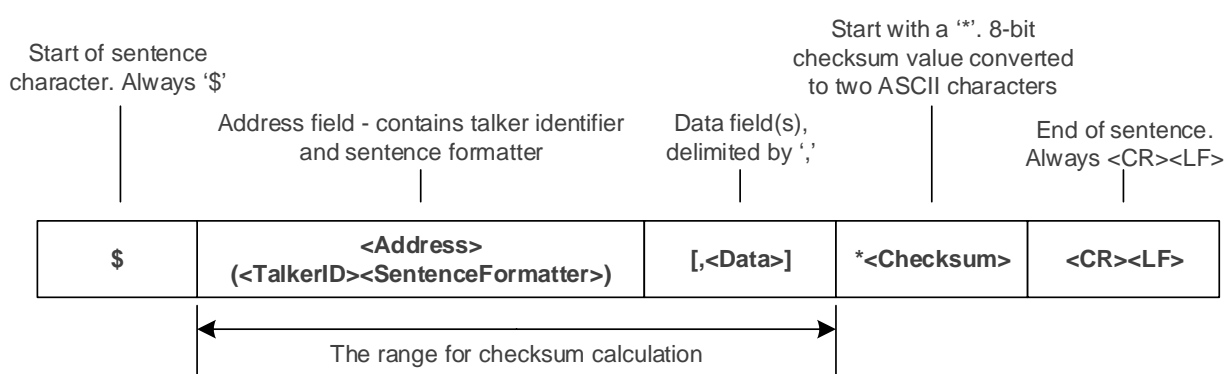 Start of sentence
character. Always ‘$’
Address field - contains talker identifier
and sentence formatter
Data field(s),
delimited by ‘,’
Start with a ‘*’. 8-bit
checksum value converted
to two ASCII characters
End of sentence.
Always <CR><LF>
$
<Address>
(<TalkerID><SentenceFormatter>)
[,<Data>]
*<Checksum>
<CR><LF>
The range for checksum calculation